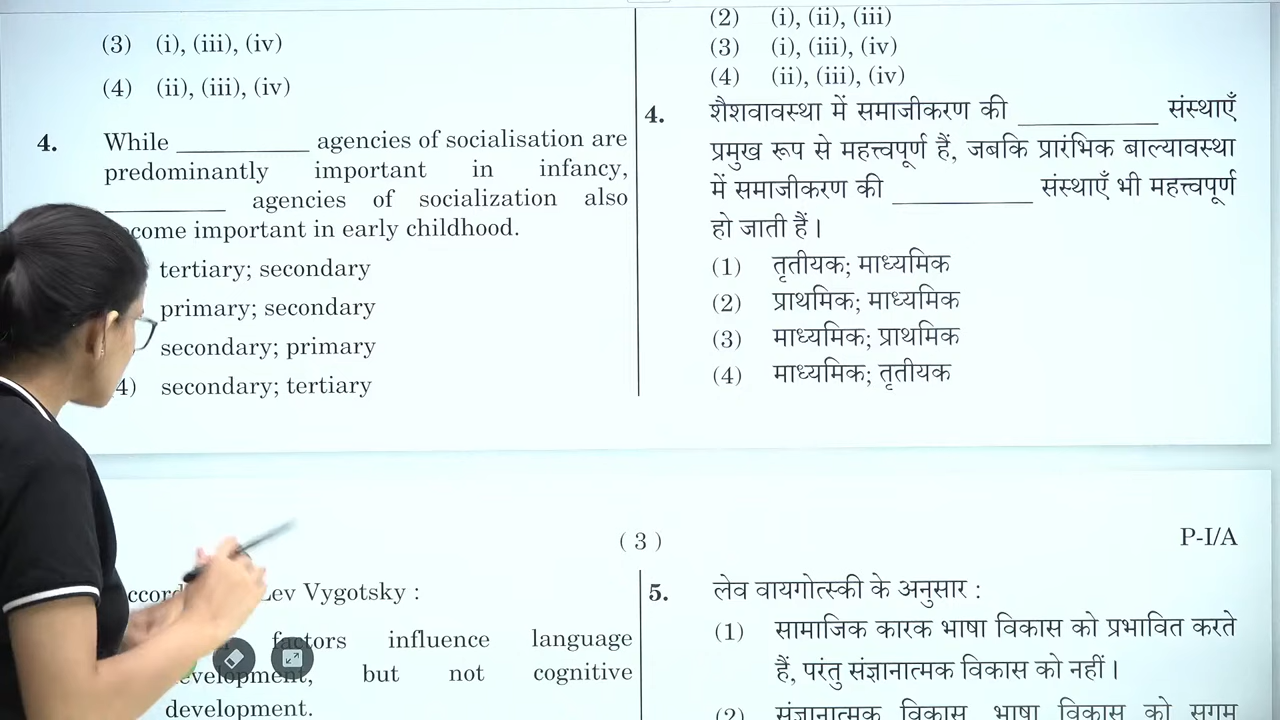 (3) (i), (iii), (iv)
(4) (ii), (iii), (iv)
4. While __________ agencies of socialisation are
predominantly important in infancy,
__________ agencies of socialization also
come important in early childhood.
tertiary; secondary
primary; secondary
secondary; primary
4) secondary; tertiary
(2) (i), (ii), (iii)
(3) (i), (iii), (iv)
(4) (ii), (iii), (iv)
4. शैशवावस्था में समाजीकरण की __________ संस्थाएँ
प्रमुख रूप से महत्त्वपूर्ण हैं, जबकि प्रारंभिक बाल्यावस्था
में समाजीकरण की __________ संस्थाएँ भी महत्त्वपूर्ण
हो जाती हैं।
(1) तृतीयक; माध्यमिक
(2) प्राथमिक; माध्यमिक
(3) माध्यमिक; प्राथमिक
(4) माध्यमिक; तृतीयक
( 3 )
P-I/A
Lev Vygotsky :
factors influence language
development, but not cognitive
development.
5. लेव वायगोत्स्की के अनुसार :
(1) सामाजिक कारक भाषा विकास को प्रभावित करते
हैं, परंतु संज्ञानात्मक विकास को नहीं।
(2) संज्ञानात्मक विकास, भाषा विकास को सुगम